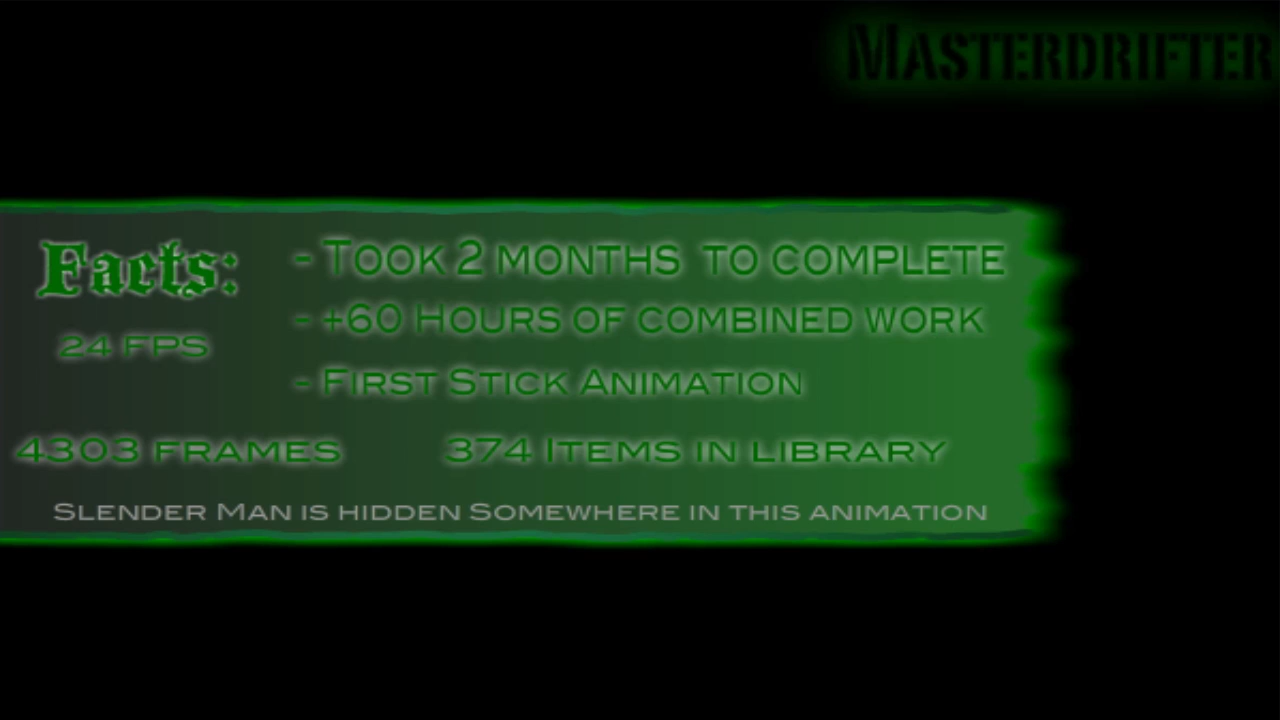 Masterdrifter
Facts:
- Took 2 months to complete
- +60 Hours of combined work
24 FPS
- First Stick Animation
4303 frames
374 Items in library
Slender Man is hidden Somewhere in this animation